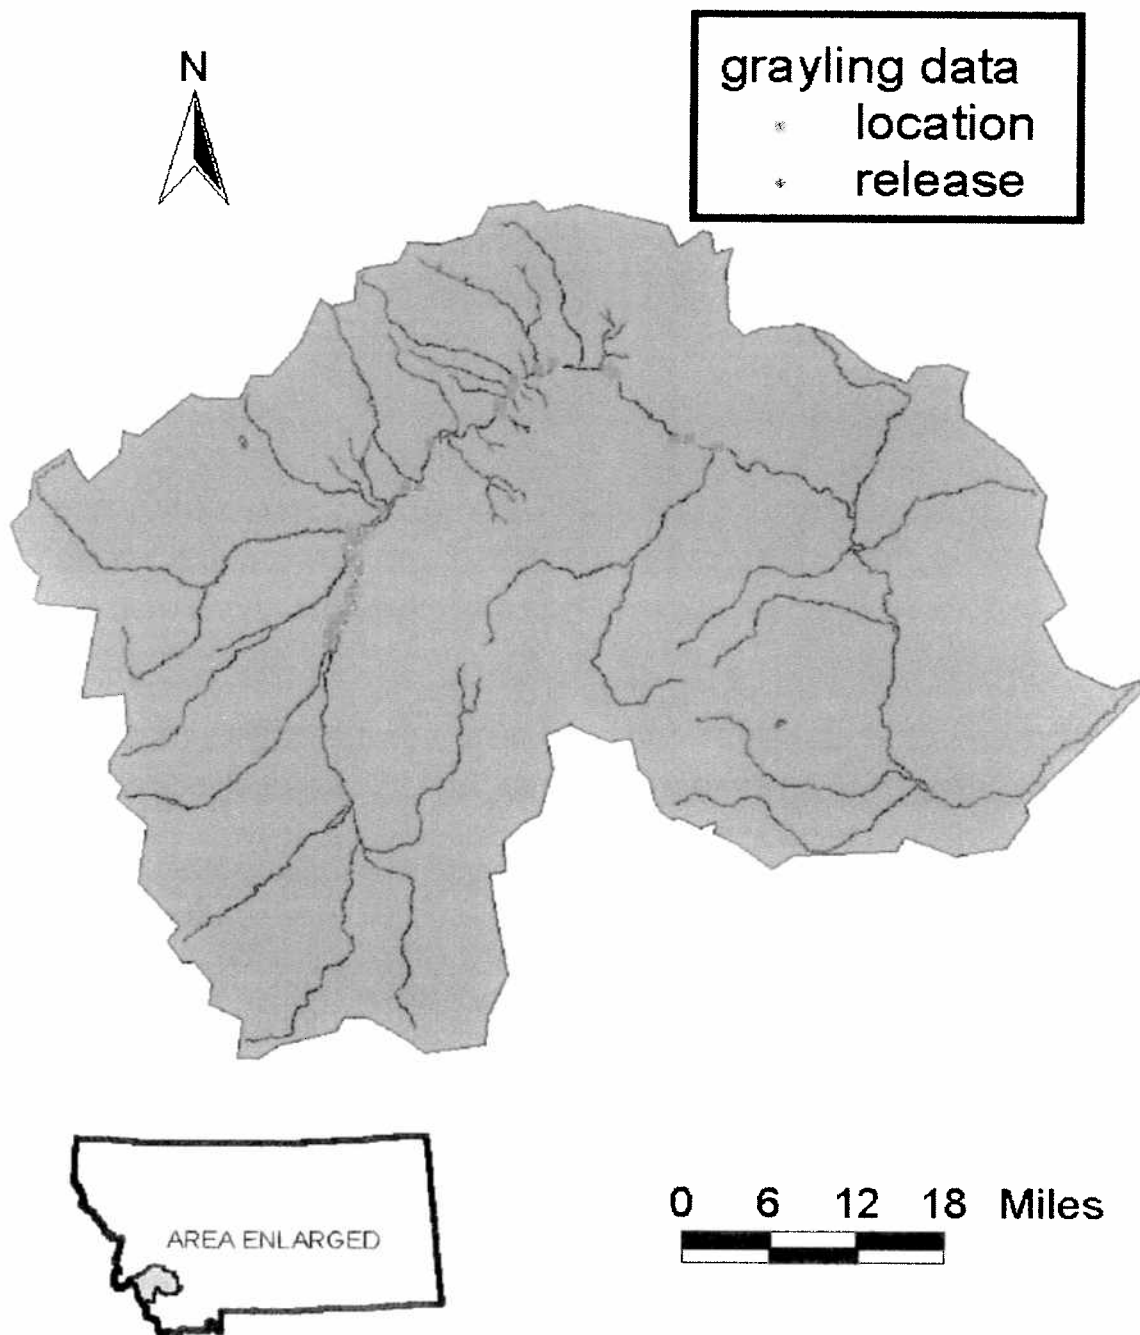 N
grayling data
location
release
AREA ENLARGED
0 6 12 18 Miles